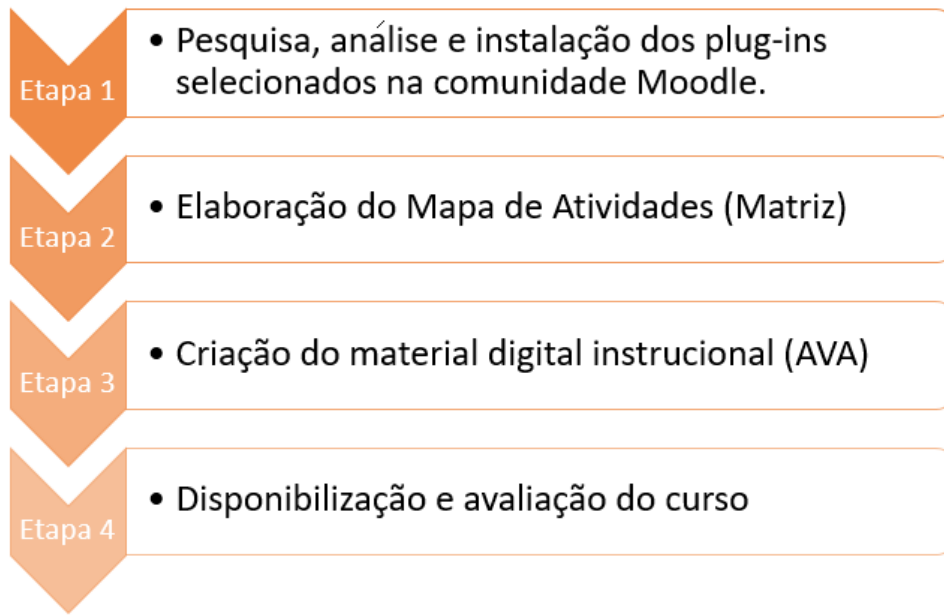 Etapa 1
• Pesquisa, análise e instalação dos plug-ins
selecionados na comunidade Moodle.
Etapa 2
• Elaboração do Mapa de Atividades (Matriz)
Etapa 3
• Criação do material digital instrucional (AVA)
Etapa 4
• Disponibilização e avaliação do curso